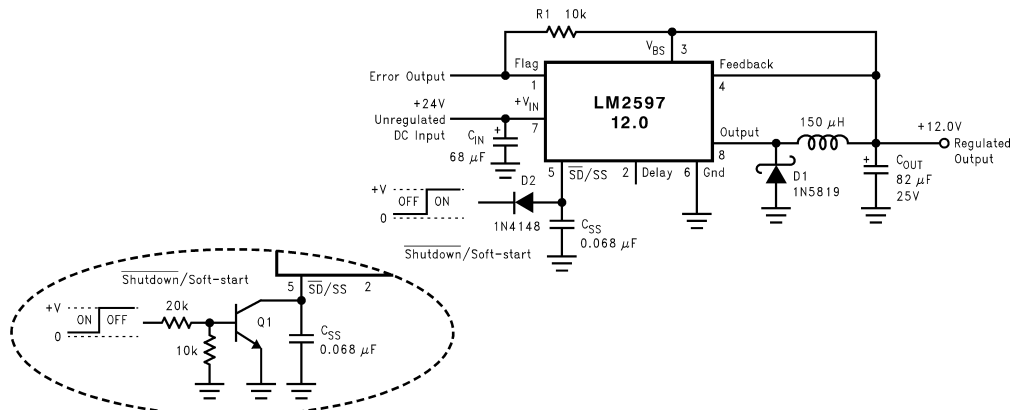 R1 10k
V_BS 3
Flag
Feedback
Error Output
1
4
+24V
Unregulated
DC Input
+V_IN
7
LM2597
12.0
C_IN
+
68 µF
150 µH
Output
8
+12.0V
Regulated
Output
5 SD/SS
2 Delay
6 Gnd
D1
1N5819
+
C_OUT
82 µF
25V
+V
OFF ON
0
D2
1N4148
C_SS
0.068 µF
Shutdown/Soft-start
Shutdown/Soft-start
5 SD/SS 2
+V
ON OFF
0
20k
10k
Q1
C_SS
0.068 µF